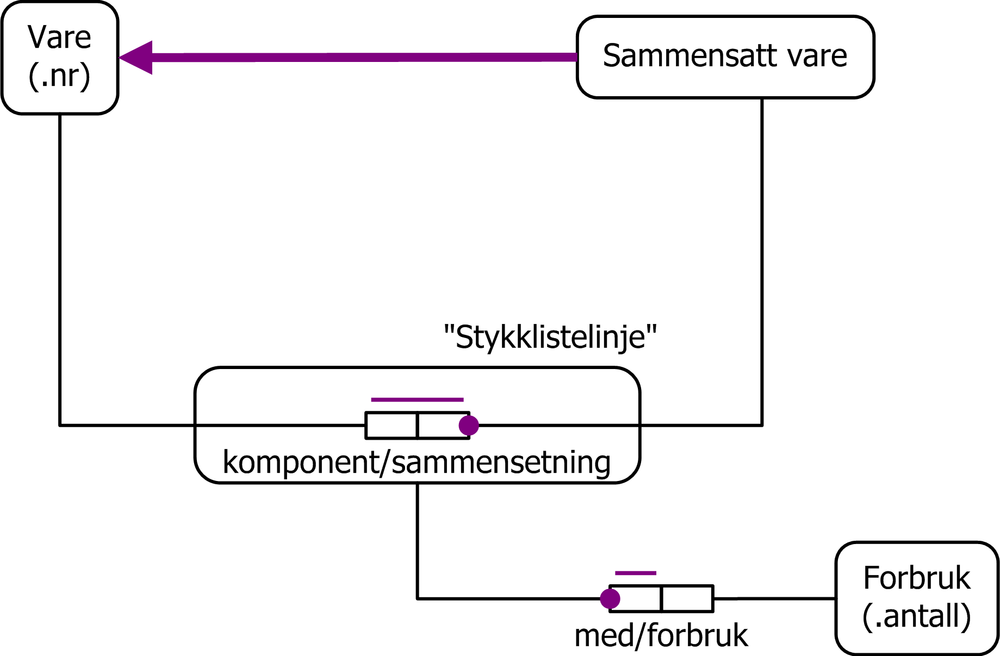 Vare
(.nr)
Sammensatt vare
"Stykklistelinje"
komponent/sammensetning
Forbruk
(.antall)
med/forbruk